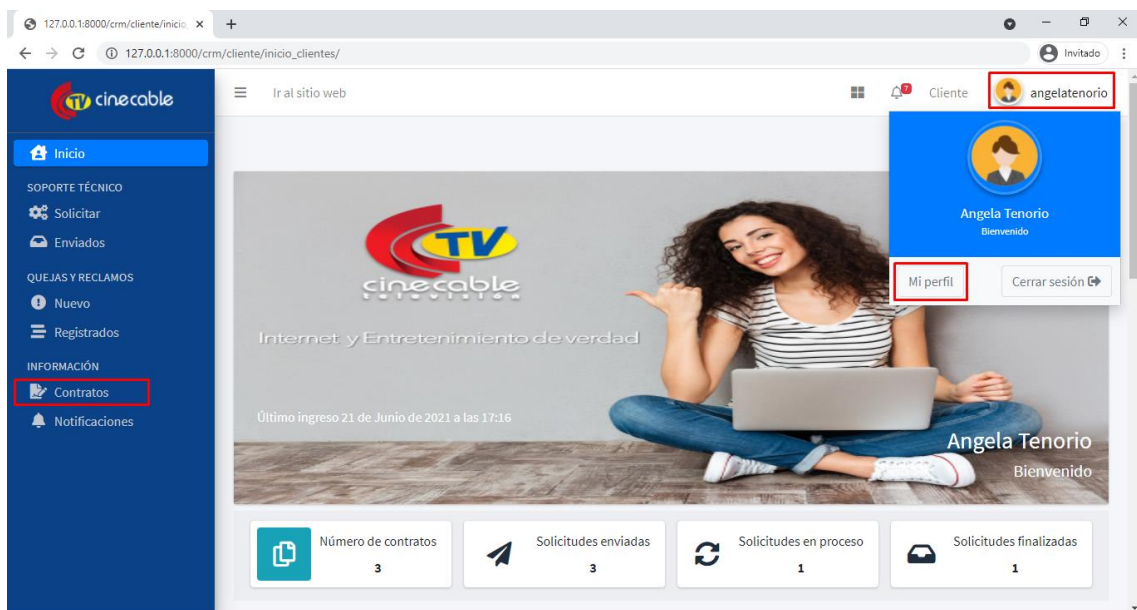 127.0.0.1:8000/crm/cliente/inicio
127.0.0.1:8000/crm/cliente/inicio_clientes/
Invitado
TV cinecable
Ir al sitio web
7
Cliente
angelatenorio
Inicio
SOPORTE TÉCNICO
Solicitar
Enviados
QUEJAS Y RECLAMOS
Nuevo
Registrados
INFORMACIÓN
Contratos
Notificaciones
Angela Tenorio
Bienvenido
Mi perfil
Cerrar sesión
TV
cinecable
televisión
Internet y Entretenimiento de verdad
Último ingreso 21 de Junio de 2021 a las 17:16
Angela Tenorio
Bienvenido
Número de contratos
3
Solicitudes enviadas
3
Solicitudes en proceso
1
Solicitudes finalizadas
1